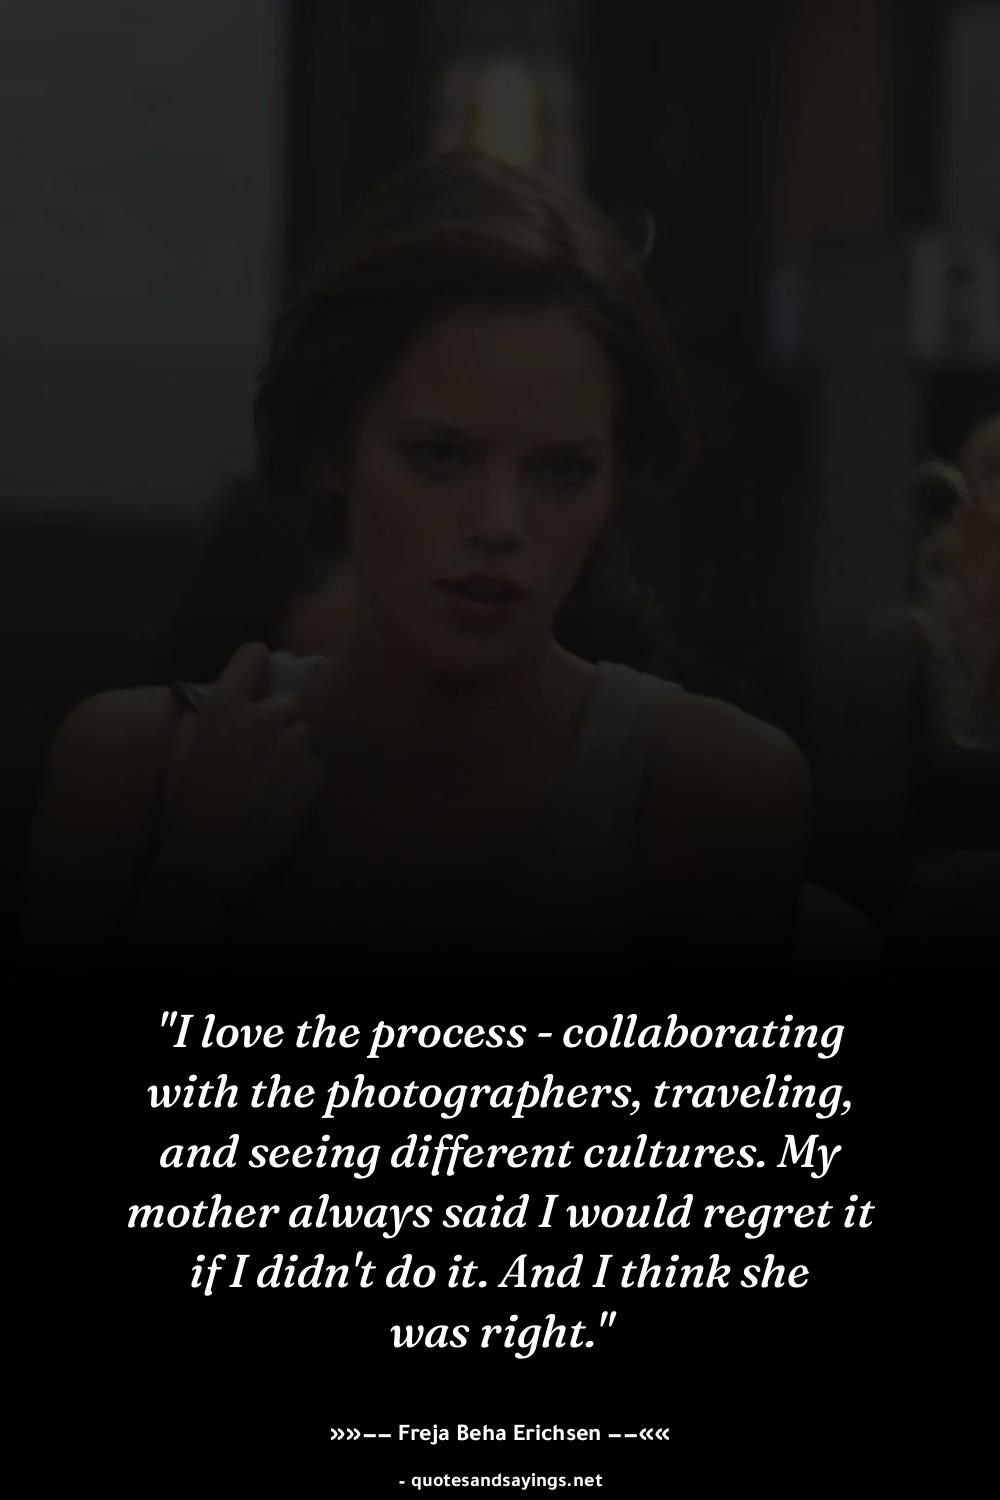 "I love the process - collaborating
with the photographers, traveling,
and seeing different cultures. My
mother always said I would regret it
if I didn't do it. And I think she
was right."
»»−− Freja Beha Erichsen −−««
- quotesandsayings.net